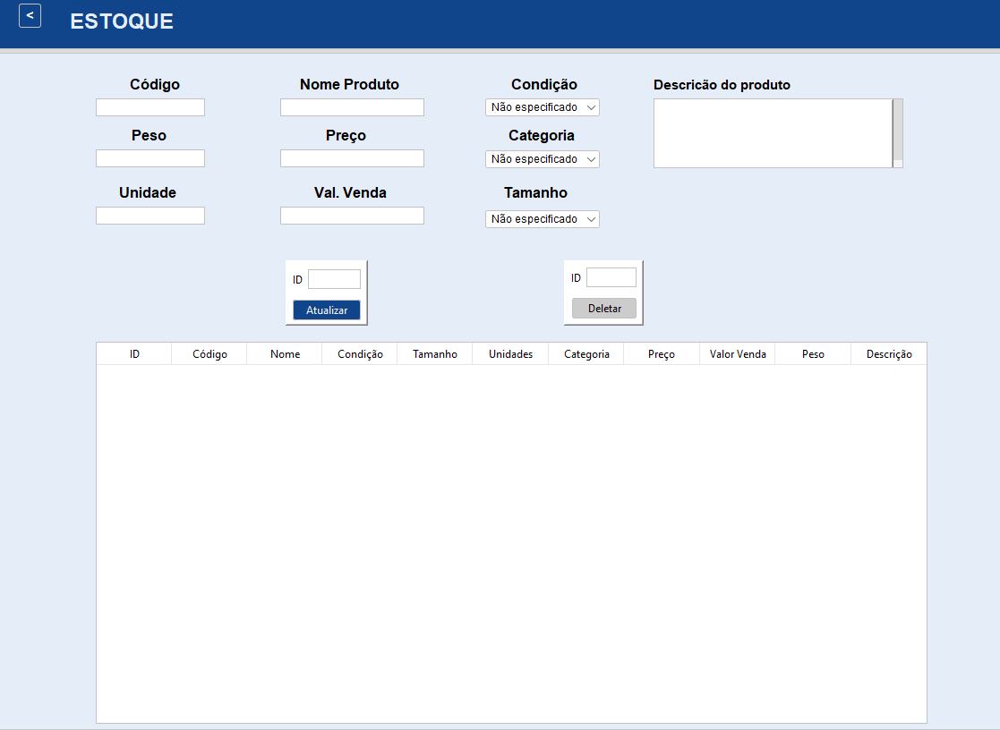 <
ESTOQUE
Código
Nome Produto
Condição
Descricão do produto
Não especificado
Peso
Preço
Categoria
Não especificado
Unidade
Val. Venda
Tamanho
Não especificado
ID
Atualizar
ID
Deletar
ID Código Nome Condição Tamanho Unidades Categoria Preço Valor Venda Peso Descrição